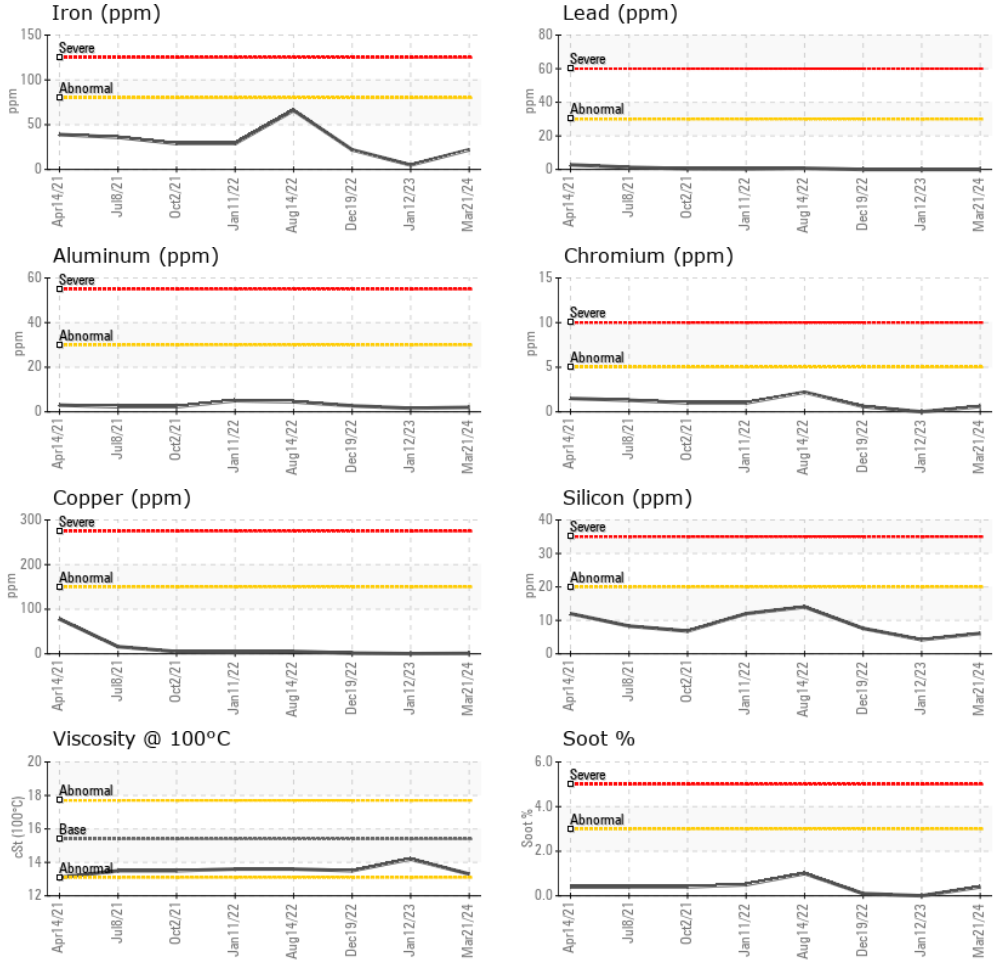 Iron (ppm)
150
100
50
0
ppm
Severe
Abnormal
Apr14/21
Jul8/21
Oct2/21
Jan11/22
Aug14/22
Dec19/22
Jan12/23
Mar21/24
Lead (ppm)
80
60
40
20
0
ppm
Severe
Abnormal
Apr14/21
Jul8/21
Oct2/21
Jan11/22
Aug14/22
Dec19/22
Jan12/23
Mar21/24
Aluminum (ppm)
60
40
20
0
ppm
Severe
Abnormal
Apr14/21
Jul8/21
Oct2/21
Jan11/22
Aug14/22
Dec19/22
Jan12/23
Mar21/24
Chromium (ppm)
15
10
5
0
ppm
Severe
Abnormal
Apr14/21
Jul8/21
Oct2/21
Jan11/22
Aug14/22
Dec19/22
Jan12/23
Mar21/24
Copper (ppm)
300
200
100
0
ppm
Severe
Abnormal
Apr14/21
Jul8/21
Oct2/21
Jan11/22
Aug14/22
Dec19/22
Jan12/23
Mar21/24
Silicon (ppm)
40
30
20
10
0
ppm
Severe
Abnormal
Apr14/21
Jul8/21
Oct2/21
Jan11/22
Aug14/22
Dec19/22
Jan12/23
Mar21/24
Viscosity @ 100°C
20
18
16
14
12
cSt (100°C)
Abnormal
Base
Abnormal
Apr14/21
Jul8/21
Oct2/21
Jan11/22
Aug14/22
Dec19/22
Jan12/23
Mar21/24
Soot %
6.0
4.0
2.0
0.0
Soot %
Severe
Abnormal
Apr14/21
Jul8/21
Oct2/21
Jan11/22
Aug14/22
Dec19/22
Jan12/23
Mar21/24